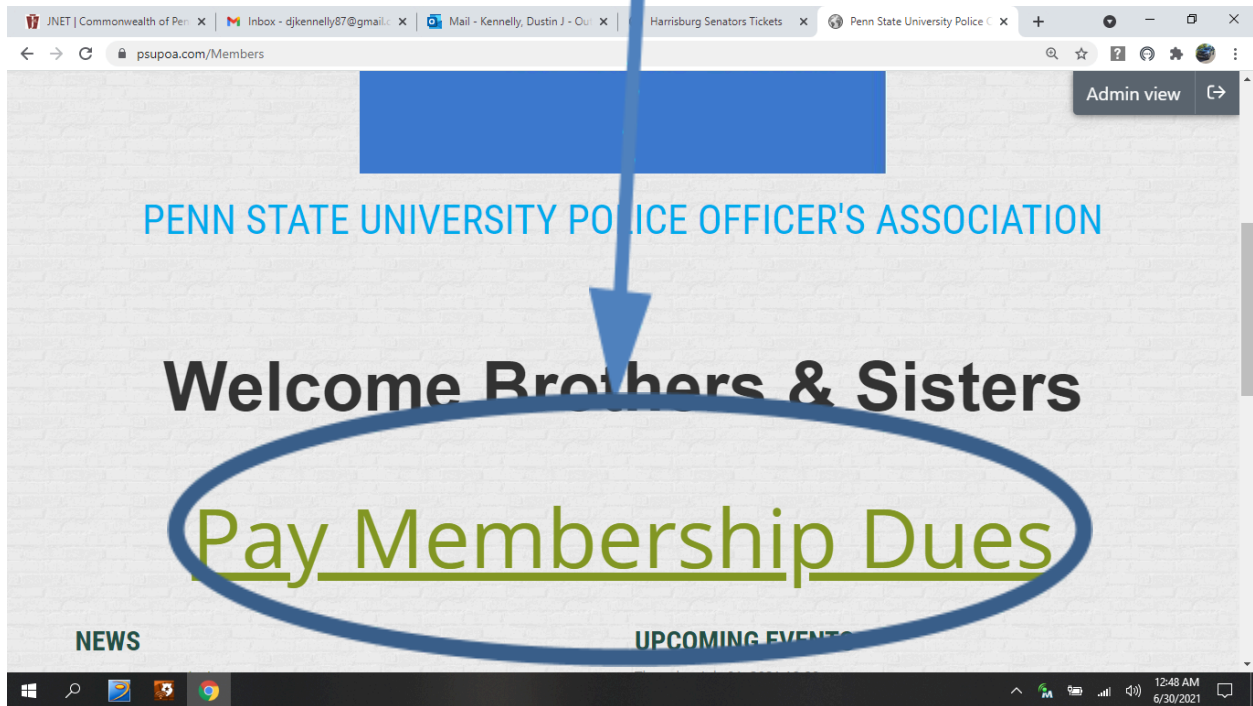 JNET | Commonwealth of Pen
Inbox - djkennelly87@gmail.c
Mail - Kennelly, Dustin J - Out
Harrisburg Senators Tickets
Penn State University Police O
psupoa.com/Members
Admin view
PENN STATE UNIVERSITY POLICE OFFICER'S ASSOCIATION
Welcome Brothers & Sisters
Pay Membership Dues
NEWS
UPCOMING EVENTS
12:48 AM
6/30/2021